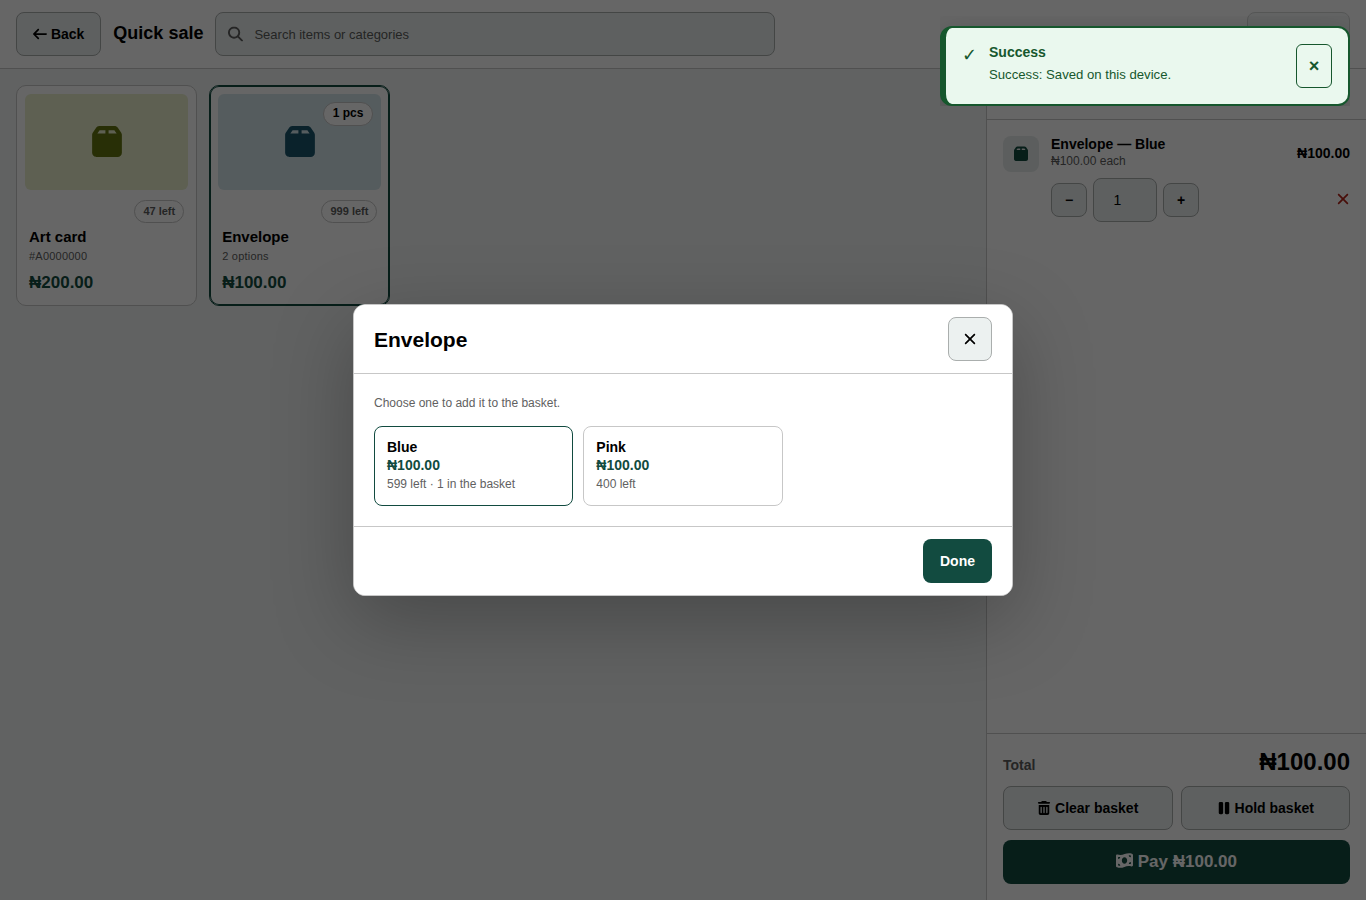 Back
Quick sale
Search items or categories
✓
Success
Success: Saved on this device.
×
1 pcs
47 left
Art card
#A0000000
₦200.00
999 left
Envelope
2 options
₦100.00
Envelope — Blue
₦100.00 each
₦100.00
−
1
+
Envelope
Choose one to add it to the basket.
Blue
₦100.00
599 left · 1 in the basket
Pink
₦100.00
400 left
Done
Total
₦100.00
Clear basket
Hold basket
Pay ₦100.00